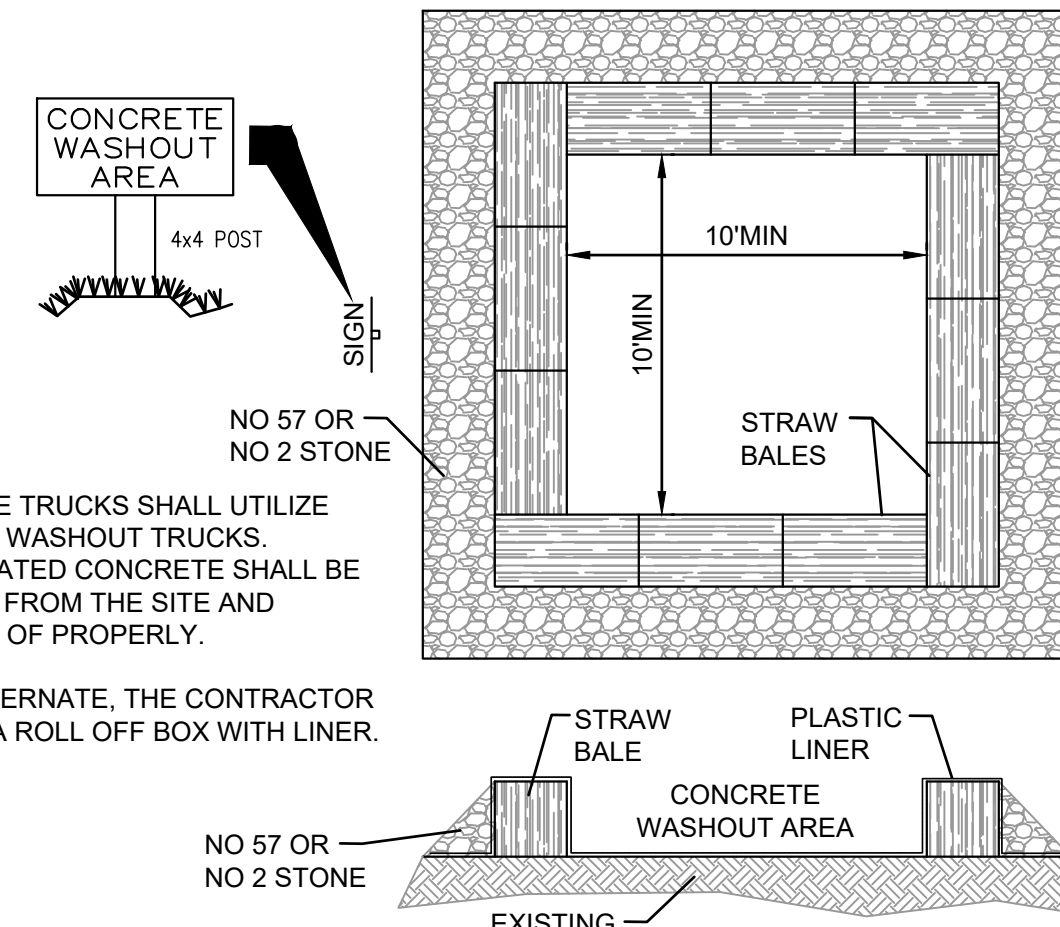 CONCRETE
WASHOUT
AREA
4x4 POST
SIGN
10'MIN
10'MIN
NO 57 OR
NO 2 STONE
STRAW
BALES
TRUCKS SHALL UTILIZE
WASHOUT TRUCKS.
CONCRETE SHALL BE
FROM THE SITE AND
OF PROPERLY.
THE CONTRACTOR
A ROLL OFF BOX WITH LINER.
STRAW
BALE
PLASTIC
LINER
CONCRETE
WASHOUT AREA
NO 57 OR
NO 2 STONE
EXISTING